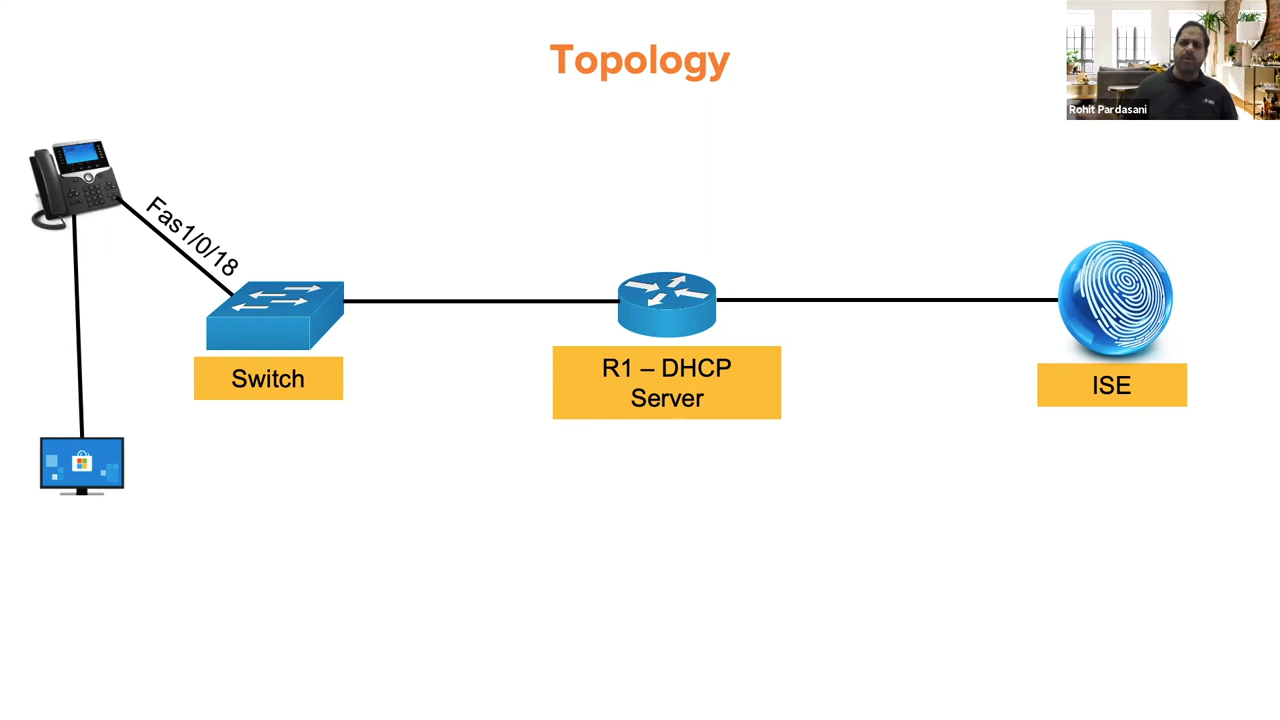 Topology
Rohit Pardasani
Fas1/0/18
Switch
R1 – DHCP
Server
ISE